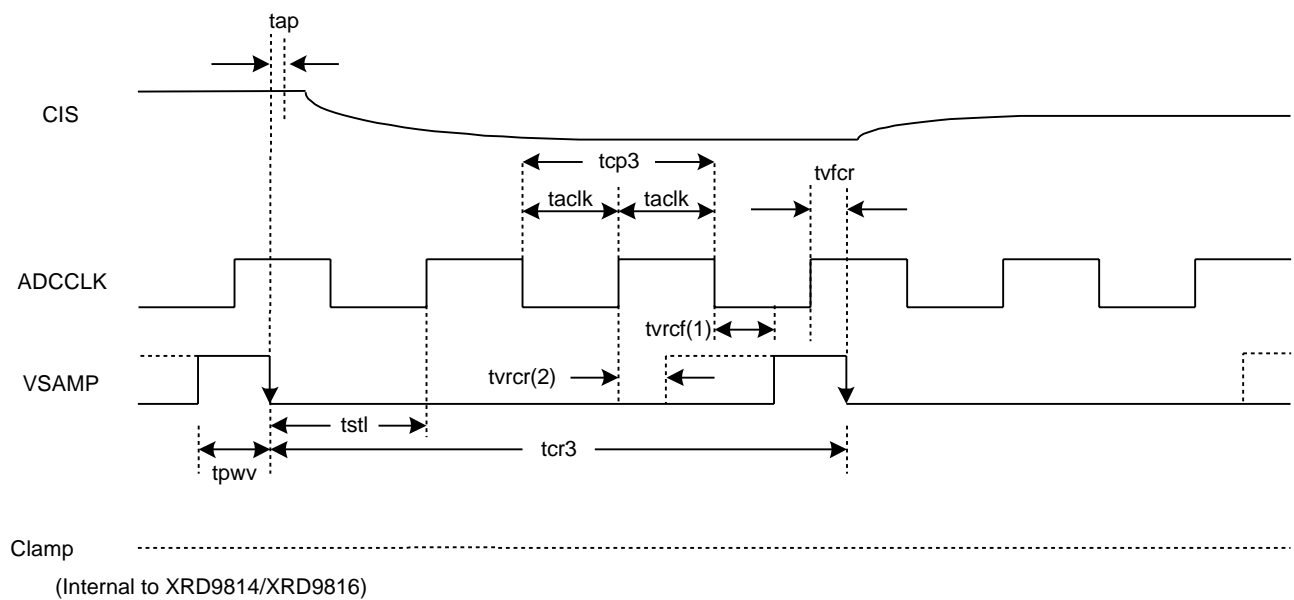 tap
CIS
tcp3
tvfcr
taclk
taclk
ADCCLK
tvrcf(1)
VSAMP
tvrcr(2)
tstl
tcr3
tpwv
Clamp
(Internal to XRD9814/XRD9816)